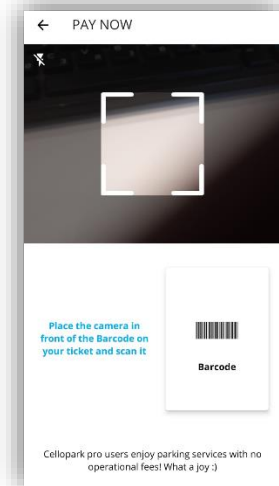 PAY NOW
Place the camera in
front of the Barcode on
your ticket and scan it
Barcode
Cellopark pro users enjoy parking services with no
operational fees! What a joy :)